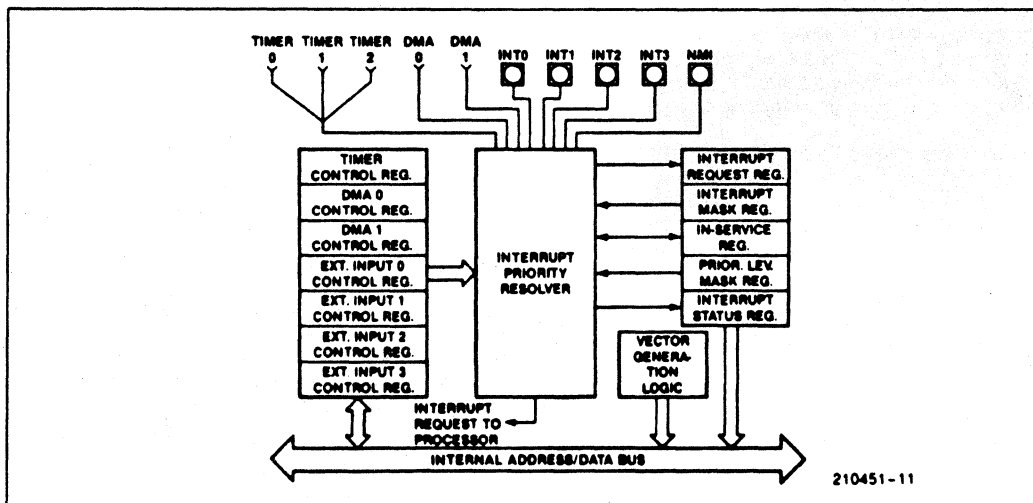 TIMER TIMER TIMER DMA DMA
0 1 2 0 1 INT0 INT1 INT2 INT3 NMI
TIMER
CONTROL REG.
DMA 0
CONTROL REG.
DMA 1
CONTROL REG.
EXT. INPUT 0
CONTROL REG.
EXT. INPUT 1
CONTROL REG.
EXT. INPUT 2
CONTROL REG.
EXT. INPUT 3
CONTROL REG.
INTERRUPT
PRIORITY
RESOLVER
INTERRUPT
REQUEST REG.
INTERRUPT
MASK REG.
IN-SERVICE
REG.
PRIOR. LEV.
MASK REG.
INTERRUPT
STATUS REG.
VECTOR
GENERA-
TION
LOGIC
INTERRUPT
REQUEST TO
PROCESSOR
INTERNAL ADDRESS/DATA BUS
210451-11